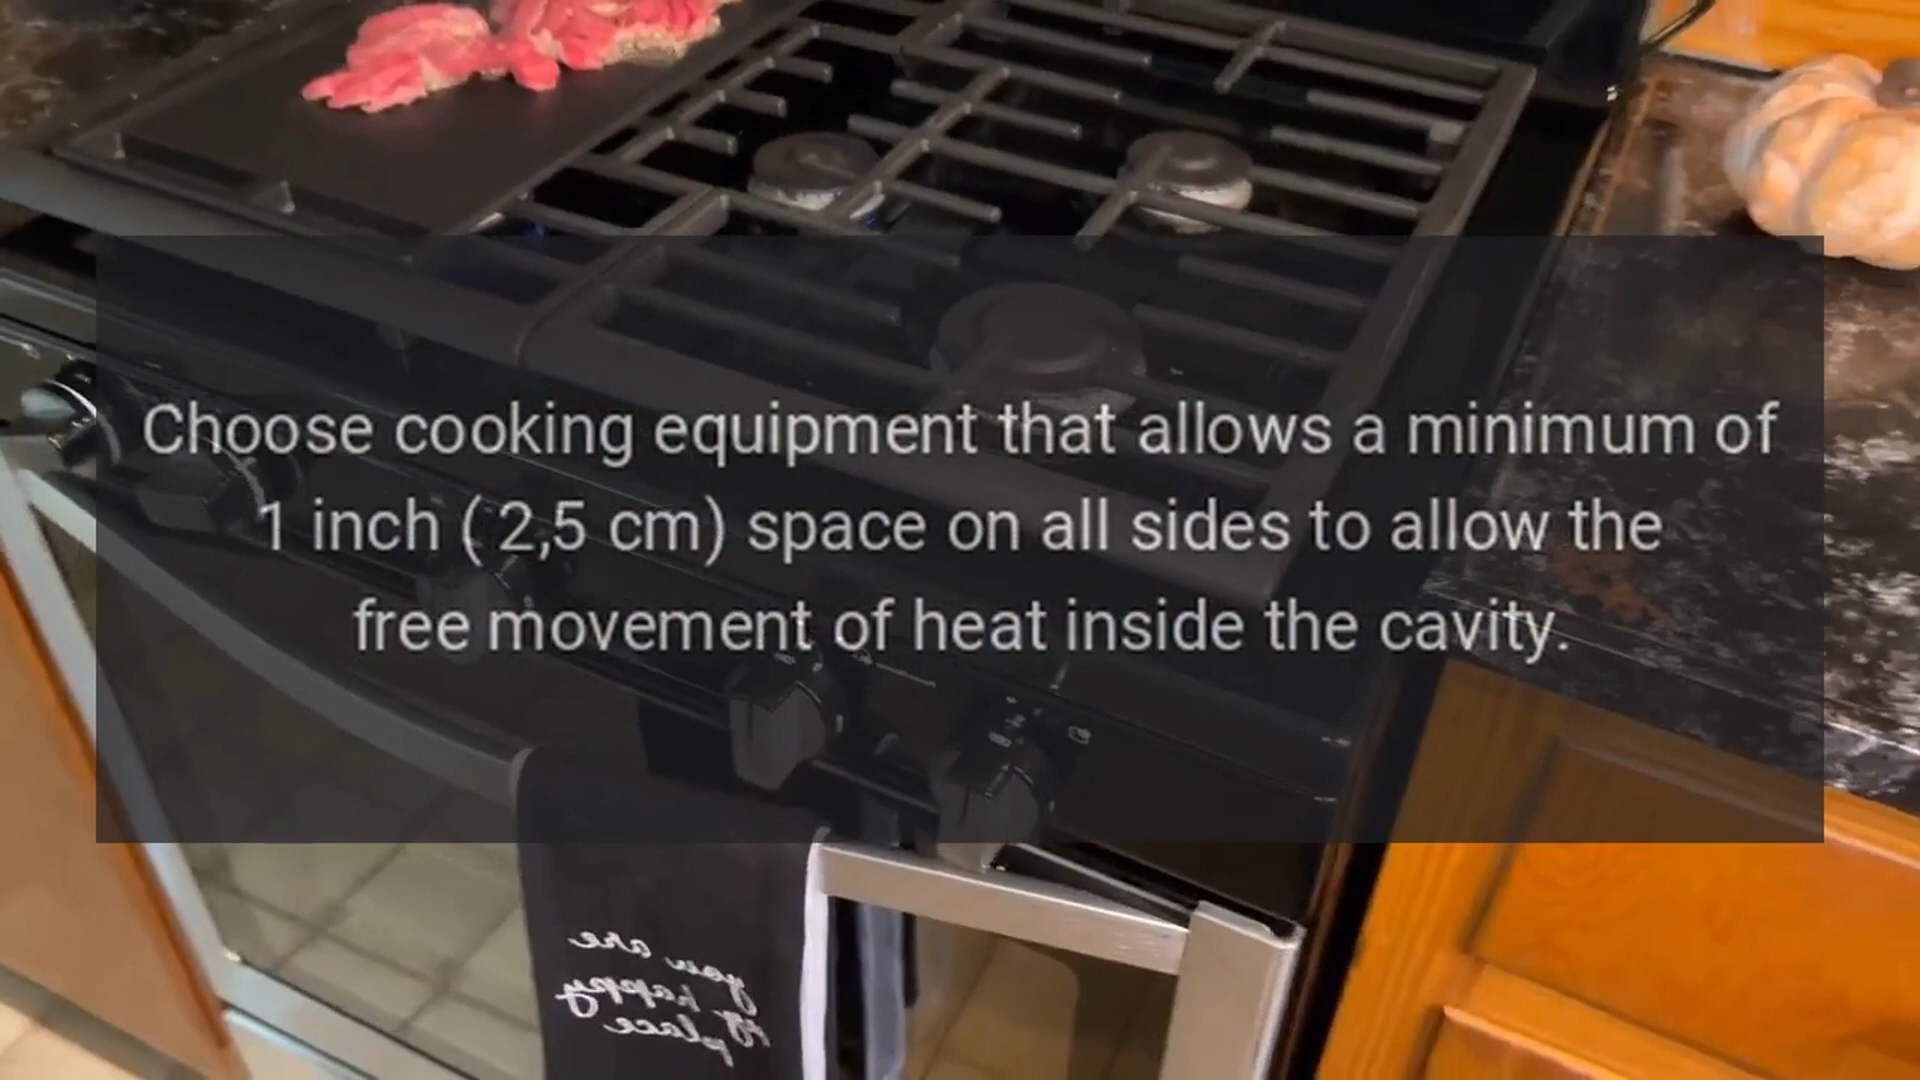 Choose cooking equipment that allows a minimum of
1 inch ( 2,5 cm) space on all sides to allow the
free movement of heat inside the cavity.
you are
my happy
place